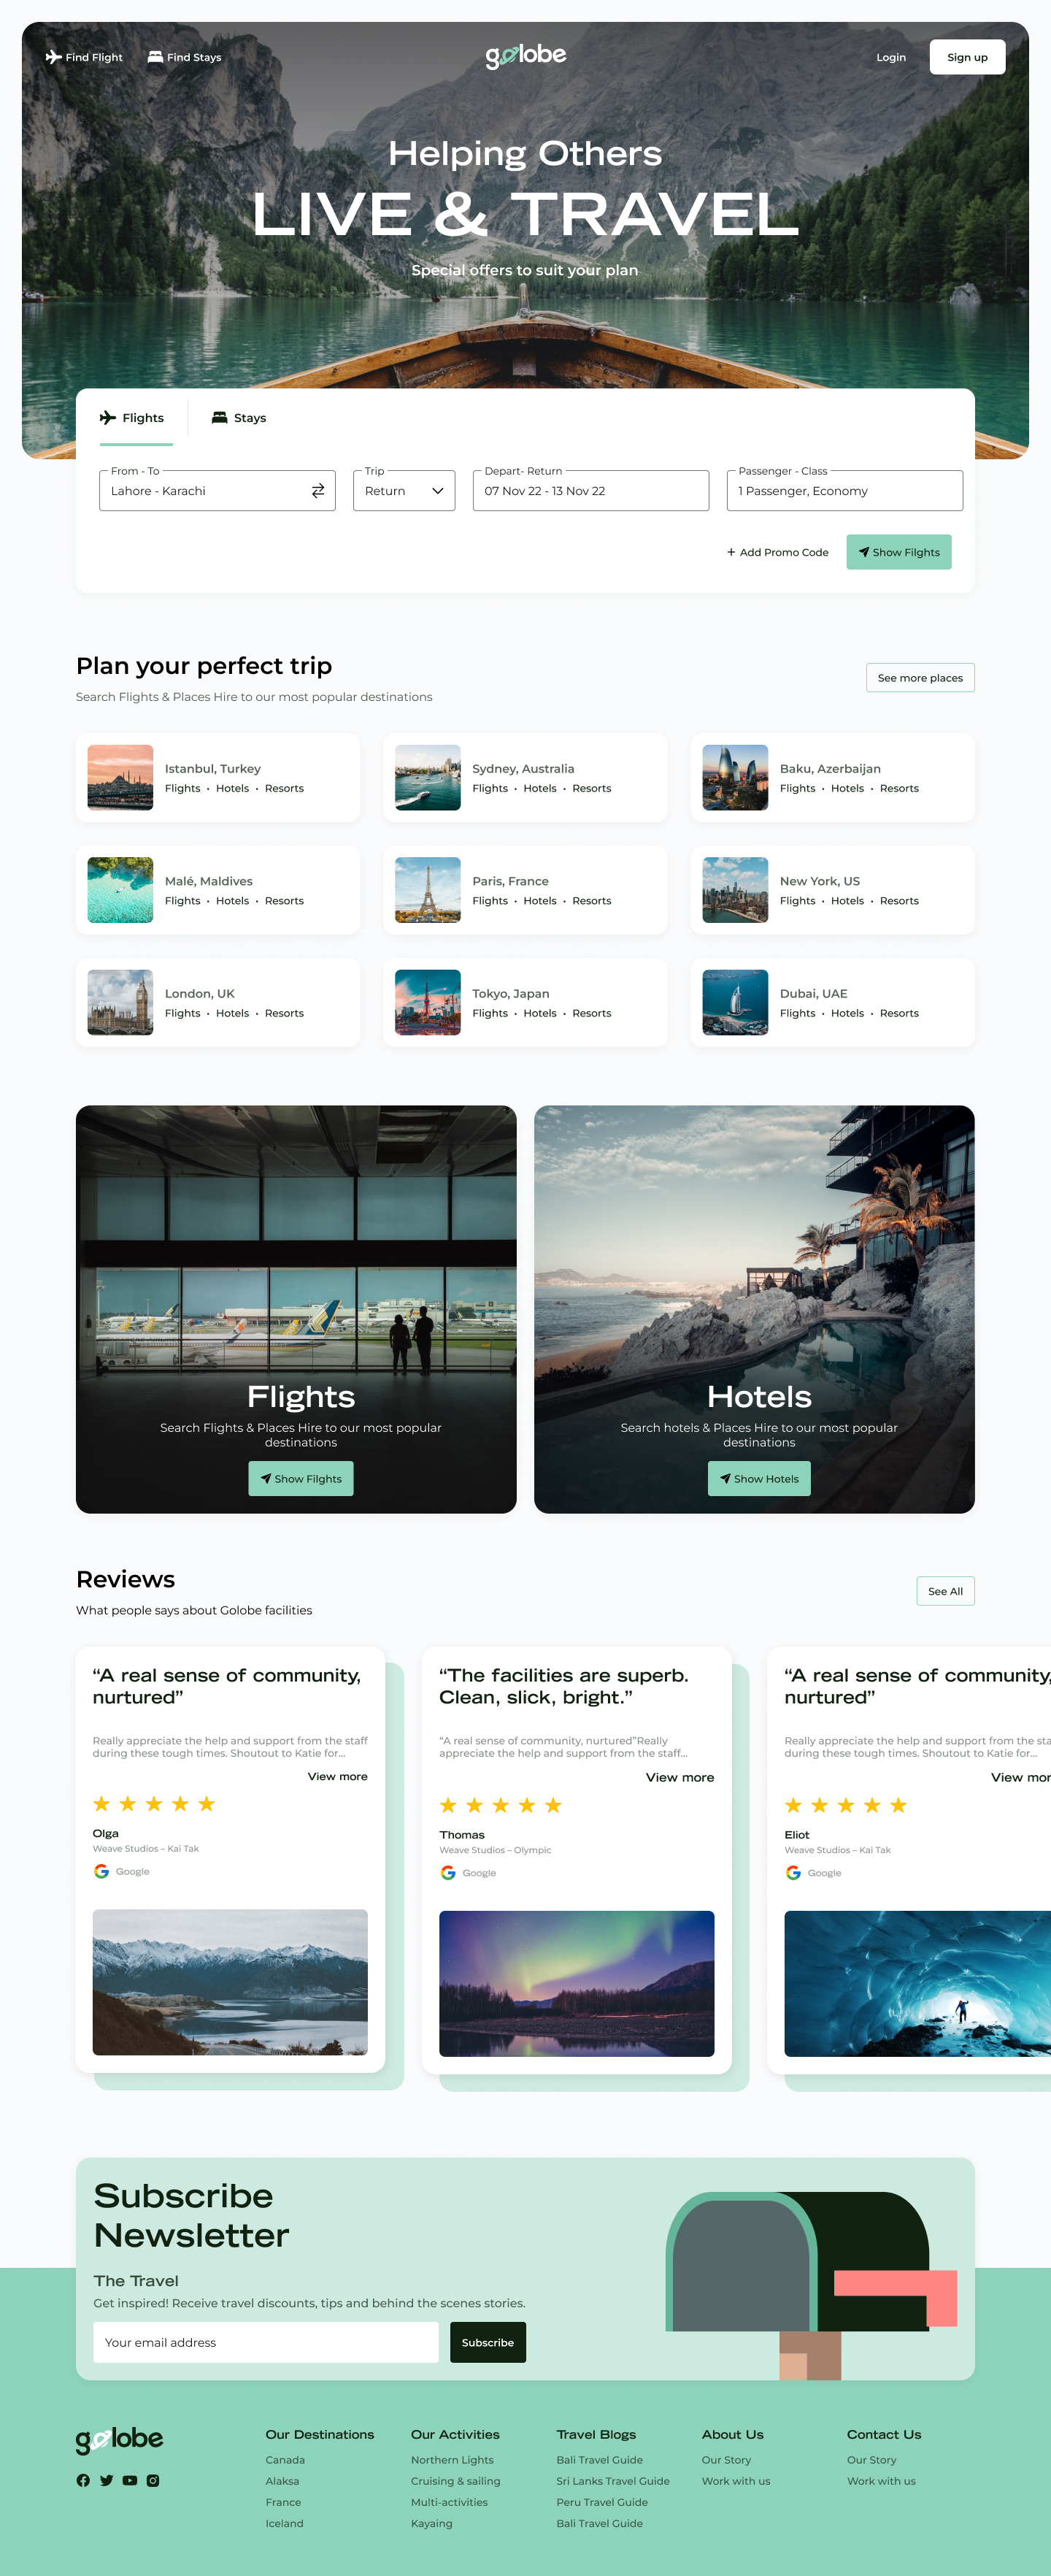 Find Flight
Find Stays
golobe
Login
Sign up
Helping Others
LIVE & TRAVEL
Special offers to suit your plan
Flights
Stays
From - To
Lahore - Karachi
Trip
Return
Depart- Return
07 Nov 22 - 13 Nov 22
Passenger - Class
1 Passenger, Economy
+ Add Promo Code
Show Filghts
Plan your perfect trip
Search Flights & Places Hire to our most popular destinations
See more places
Istanbul, Turkey
Flights • Hotels • Resorts
Sydney, Australia
Flights • Hotels • Resorts
Baku, Azerbaijan
Flights • Hotels • Resorts
Malé, Maldives
Flights • Hotels • Resorts
Paris, France
Flights • Hotels • Resorts
New York, US
Flights • Hotels • Resorts
London, UK
Flights • Hotels • Resorts
Tokyo, Japan
Flights • Hotels • Resorts
Dubai, UAE
Flights • Hotels • Resorts
Flights
Search Flights & Places Hire to our most popular
destinations
Show Filghts
Hotels
Search hotels & Places Hire to our most popular
destinations
Show Hotels
Reviews
What people says about Golobe facilities
See All
“A real sense of community,
nurtured”
Really appreciate the help and support from the staff
during these tough times. Shoutout to Katie for...
View more
Olga
Weave Studios – Kai Tak
Google
“The facilities are superb.
Clean, slick, bright.”
“A real sense of community, nurtured”Really
appreciate the help and support from the staff...
View more
Thomas
Weave Studios – Olympic
Google
“A real sense of community,
nurtured”
Really appreciate the help and support from the sta
during these tough times. Shoutout to Katie for...
View mor
Eliot
Weave Studios – Kai Tak
Google
Subscribe
Newsletter
The Travel
Get inspired! Receive travel discounts, tips and behind the scenes stories.
Your email address
Subscribe
golobe
Our Destinations
Canada
Alaksa
France
Iceland
Our Activities
Northern Lights
Cruising & sailing
Multi-activities
Kayaing
Travel Blogs
Bali Travel Guide
Sri Lanks Travel Guide
Peru Travel Guide
Bali Travel Guide
About Us
Our Story
Work with us
Contact Us
Our Story
Work with us